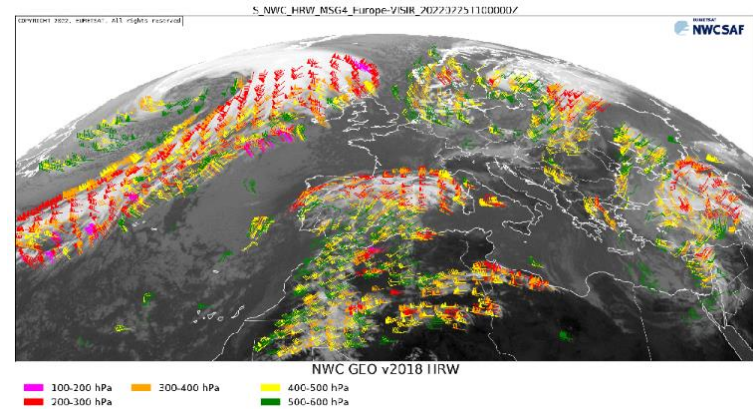 S_NWC_HRW_MSG4_Europe-VISIR_20220225T100000Z
COPYRIGHT 2022, EUMETSAT. All rights reserved
EUMETSAT
NWCSAF
NWC GEO v2018 HRW
100-200 hPa 300-400 hPa 400-500 hPa
200-300 hPa 500-600 hPa